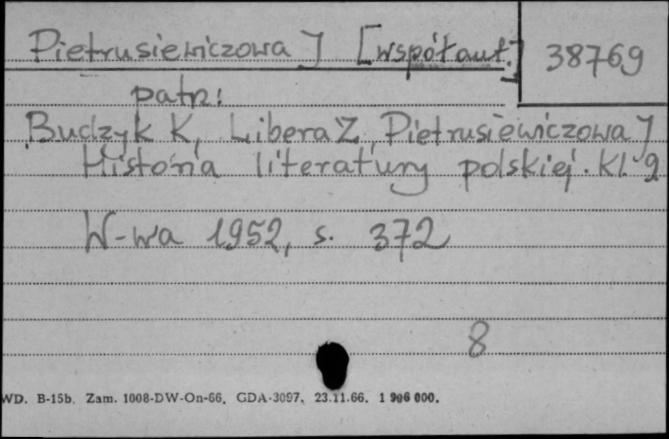 Pietrusiewiczowa J [współaut.] 38769
patrz:
Budzyk K, Libera Z, Pietrusiewiczowa J
Historia literatury polskiej. Kl. 9
W-wa 1952, s. 372
8
WD. B-15b. Zam. 1008-DW-On-66. GDA-3097. 23.11.66. 1 906 000.